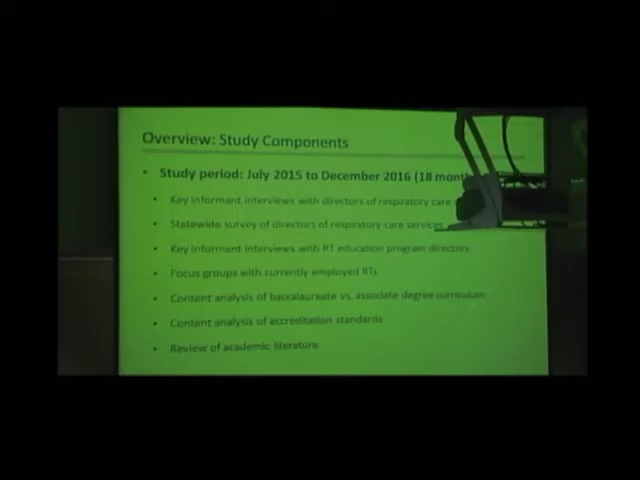 Overview: Study Components
• Study period: July 2015 to December 2016 (18 month
• Key informant interviews with directors of respiratory care
• Statewide survey of directors of respiratory care services
• Key informant interviews with RT education program directors
• Focus groups with currently employed RTs
• Content analysis of baccalaureate vs. associate degree curriculum
• Content analysis of accreditation standards
• Review of academic literature